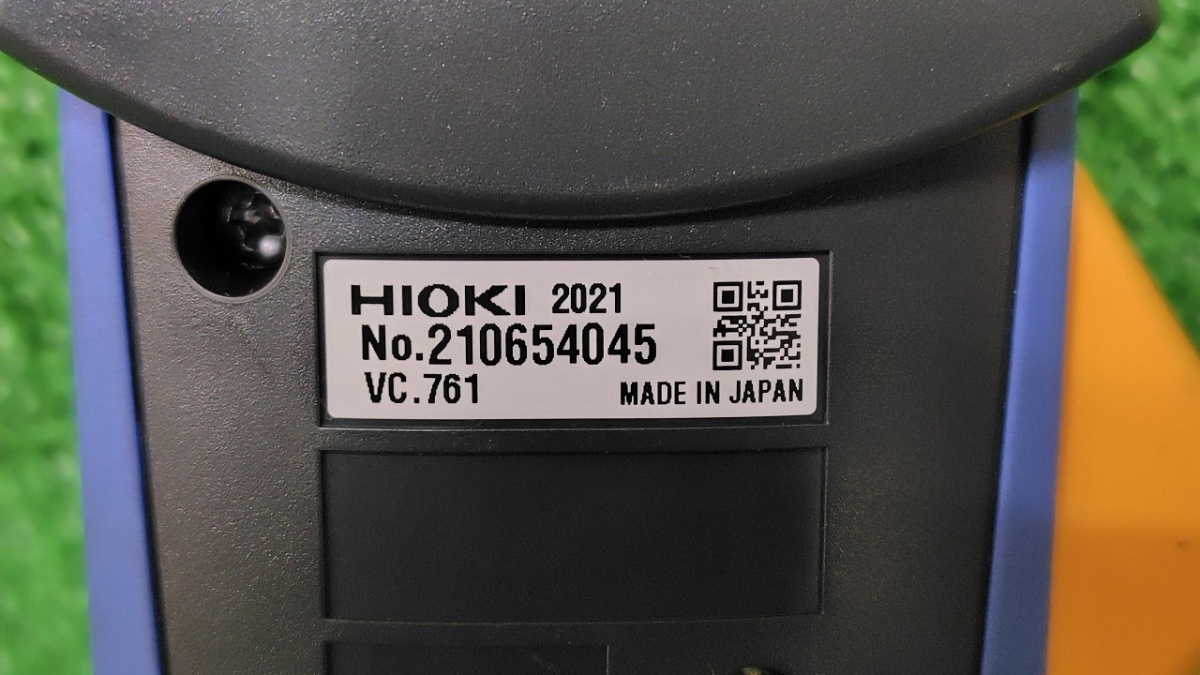 HIOKI 2021
No.210654045
VC.761 MADE IN JAPAN